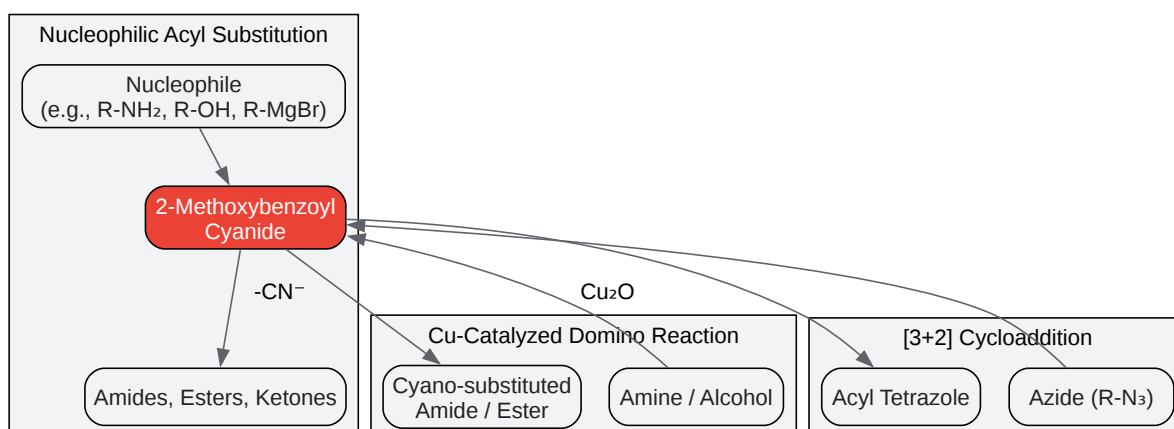 Nucleophilic Acyl Substitution
Nucleophile
(e.g., R-NH₂, R-OH, R-MgBr)
2-Methoxybenzoyl
Cyanide
-CN⁻
Cu₂O
Cu-Catalyzed Domino Reaction
[3+2] Cycloaddition
Amides, Esters, Ketones
Cyano-substituted
Amide / Ester
Amine / Alcohol
Acyl Tetrazole
Azide (R-N₃)